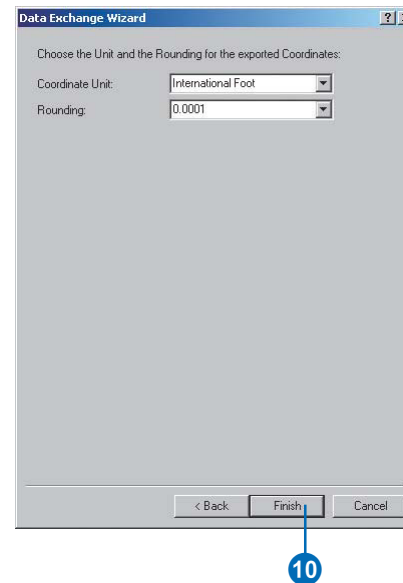 Data Exchange Wizard
Choose the Unit and the Rounding for the exported Coordinates:
Coordinate Unit: International Foot
Rounding: 0.0001
< Back Finish Cancel
10